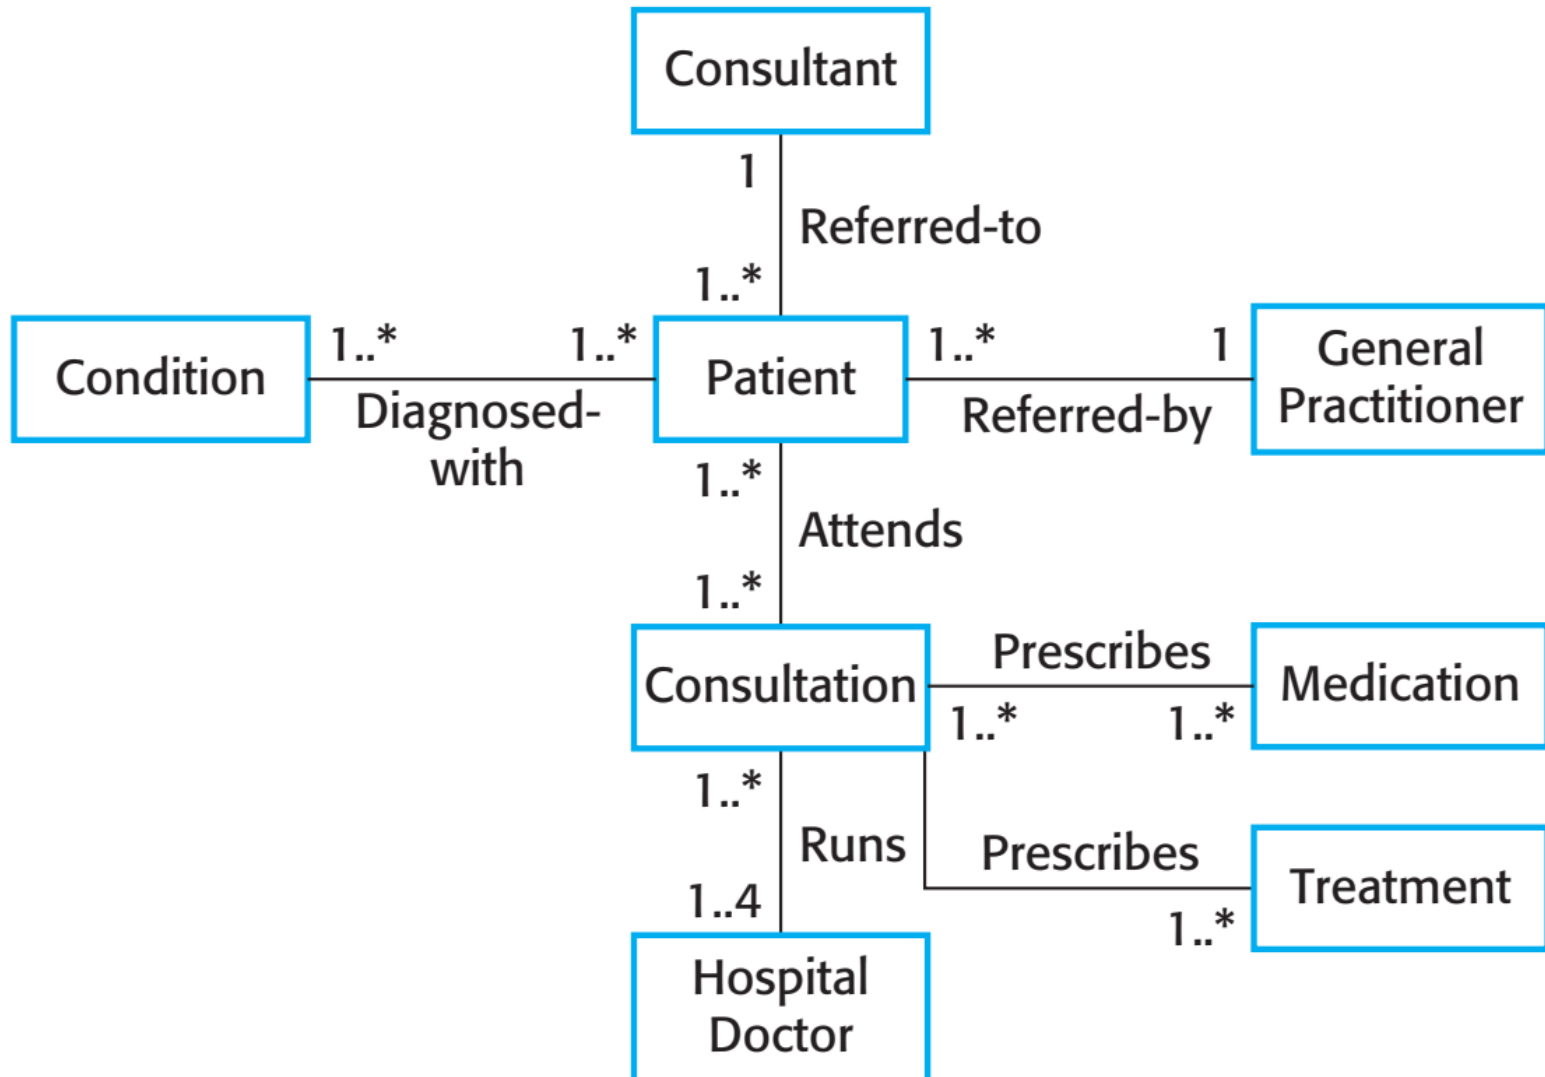 Consultant
1
Referred-to
1..*
Condition
1..*
Diagnosed-
with
1..*
Patient
1..*
Referred-by
1
General
Practitioner
1..*
Attends
1..*
Consultation
Prescribes
1..*
1..*
Medication
1..*
Runs
1..4
Prescribes
1..*
Treatment
Hospital
Doctor